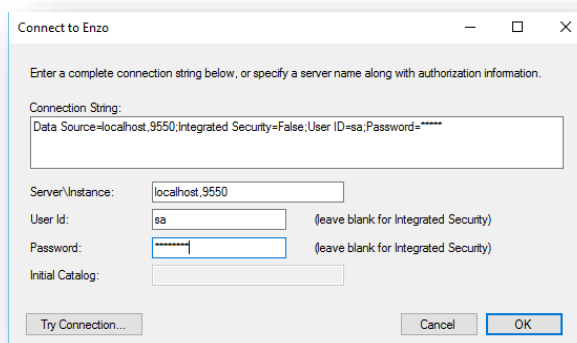 Connect to Enzo
Enter a complete connection string below, or specify a server name along with authorization information.
Connection String:
Data Source=localhost,9550;Integrated Security=False;User ID=sa;Password=*****
Server\Instance: localhost,9550
User Id: sa (leave blank for Integrated Security)
Password: ******** (leave blank for Integrated Security)
Initial Catalog:
Try Connection... Cancel OK